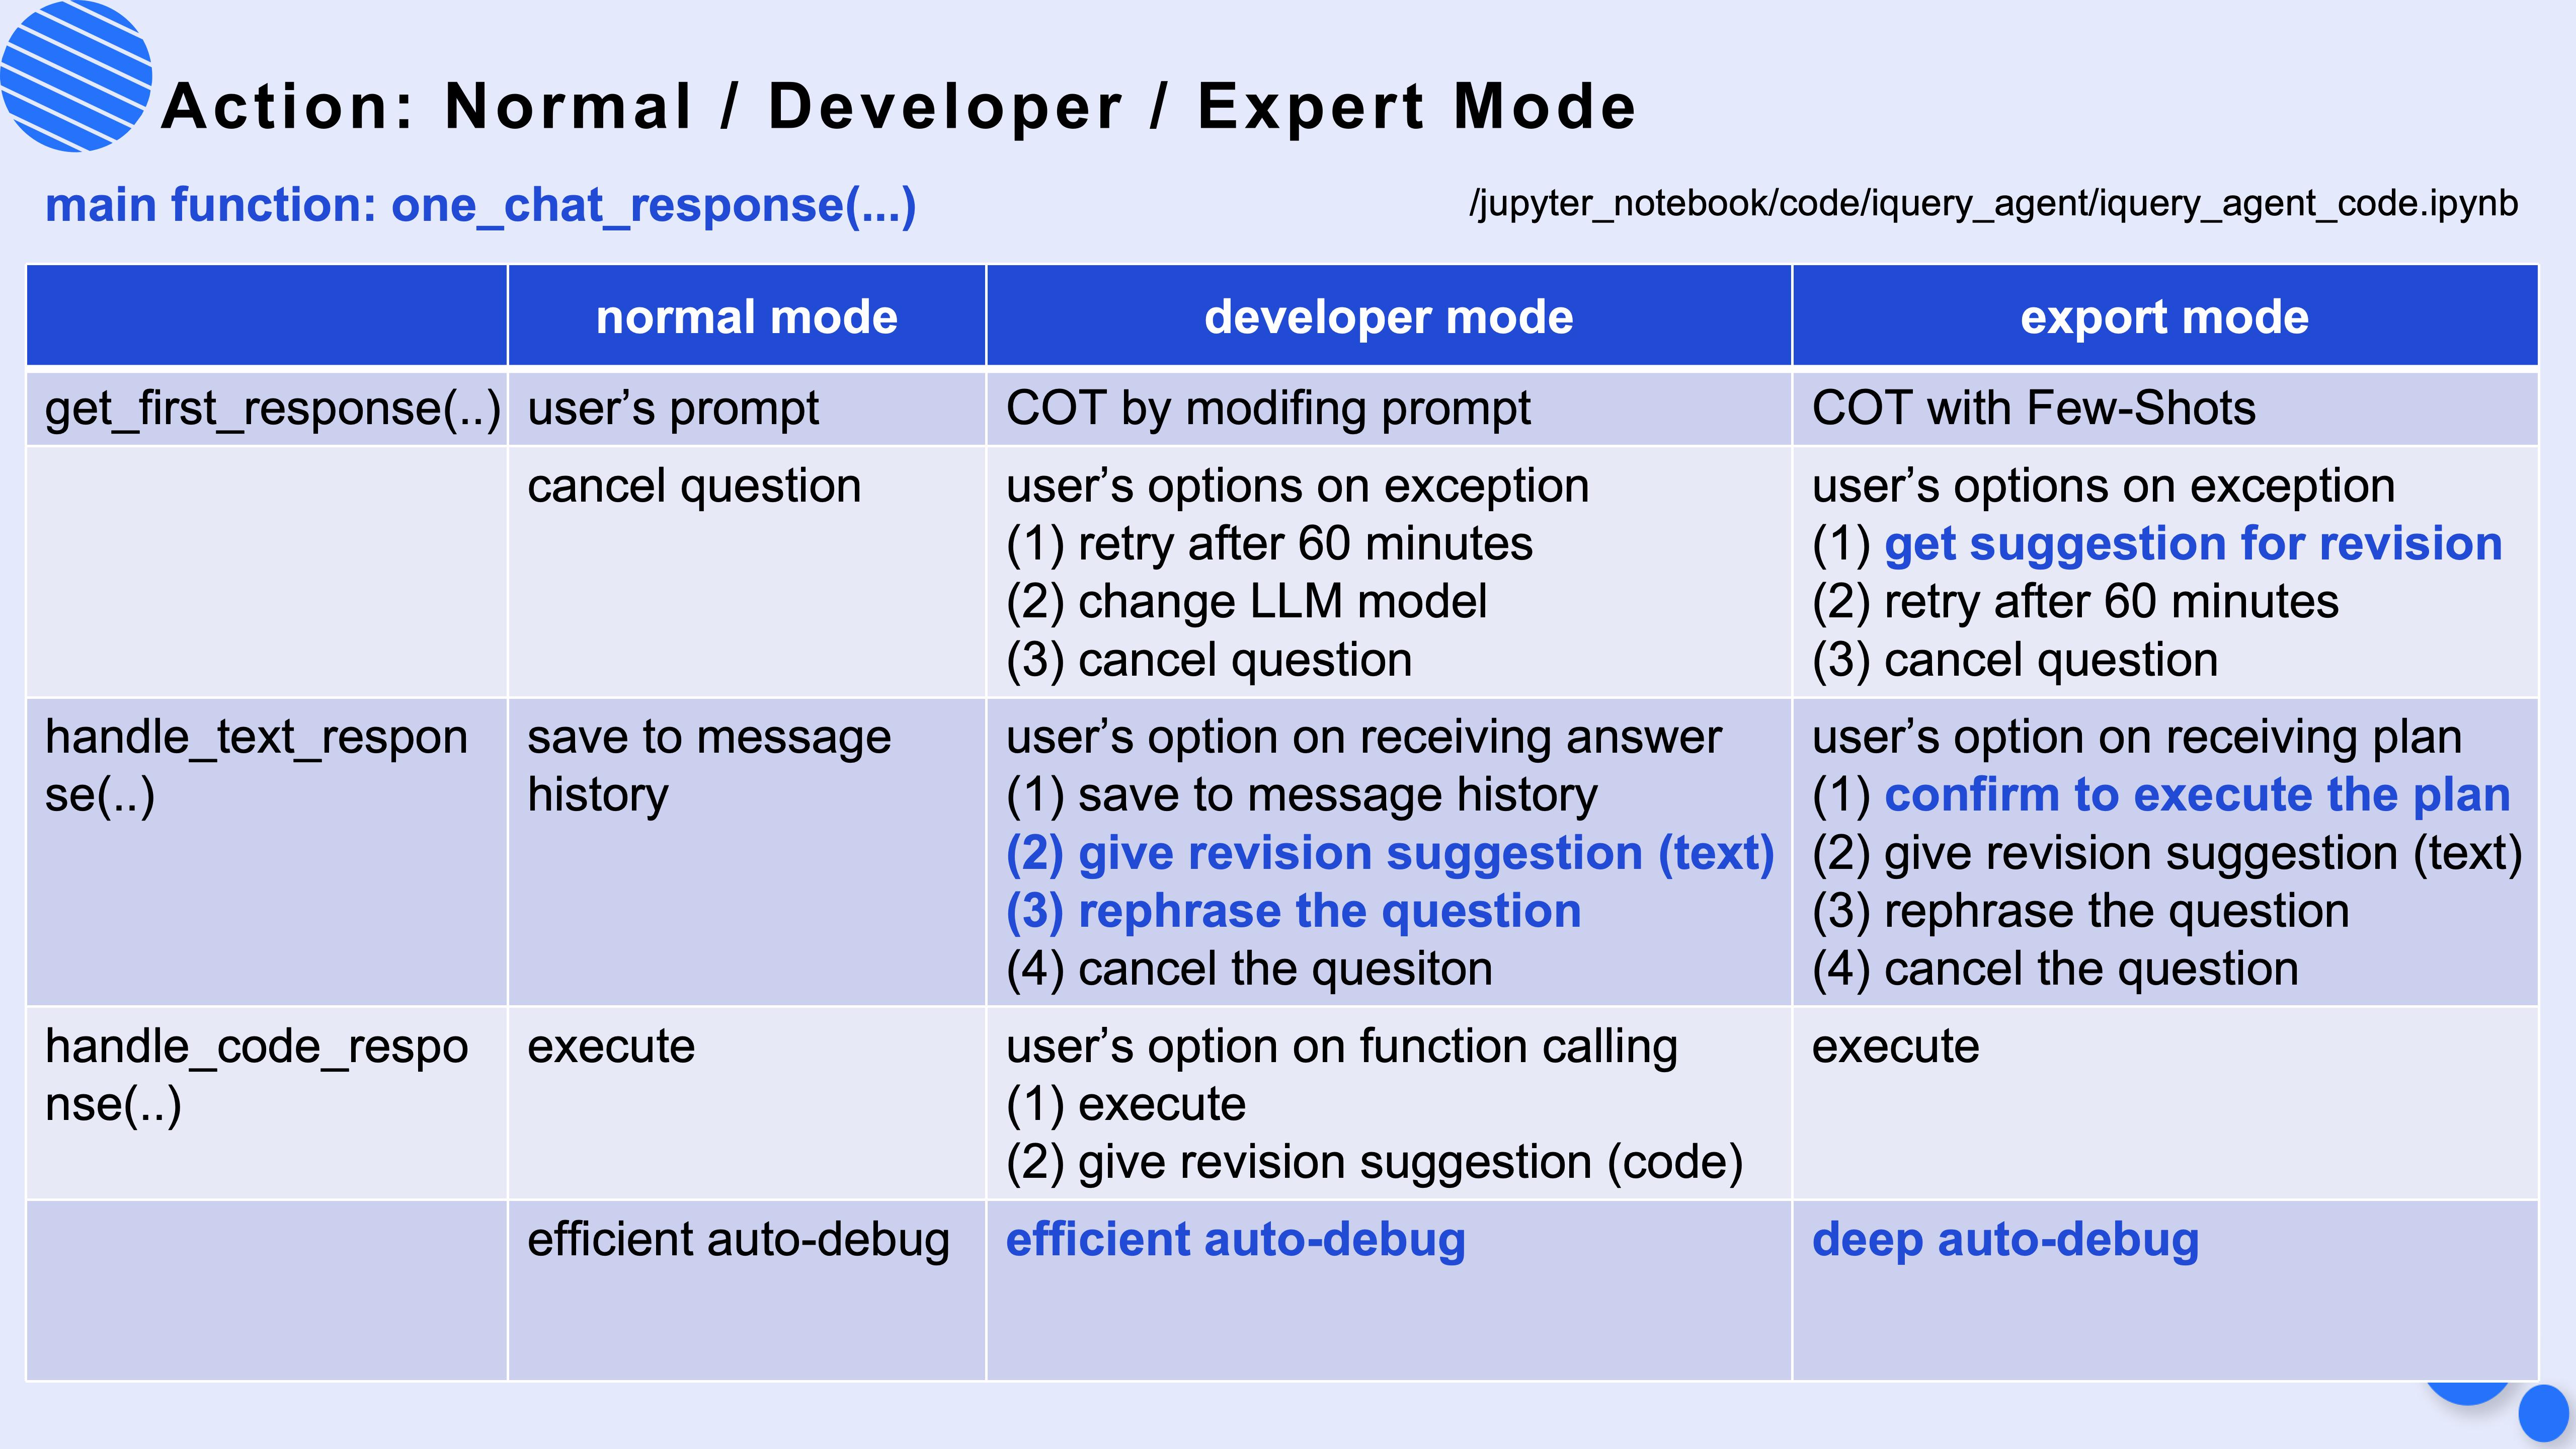 Action: Normal / Developer / Expert Mode
main function: one_chat_response(...)
/jupyter_notebook/code/iquery_agent/iquery_agent_code.ipynb
normal mode
developer mode
export mode
get_first_response(..)
user’s prompt
COT by modifing prompt
COT with Few-Shots
cancel question
user’s options on exception
(1) retry after 60 minutes
(2) change LLM model
(3) cancel question
user’s options on exception
(1) get suggestion for revision
(2) retry after 60 minutes
(3) cancel question
handle_text_respon
se(..)
save to message
history
user’s option on receiving answer
(1) save to message history
(2) give revision suggestion (text)
(3) rephrase the question
(4) cancel the quesiton
user’s option on receiving plan
(1) confirm to execute the plan
(2) give revision suggestion (text)
(3) rephrase the question
(4) cancel the question
handle_code_respo
nse(..)
execute
user’s option on function calling
(1) execute
(2) give revision suggestion (code)
execute
efficient auto-debug
efficient auto-debug
deep auto-debug